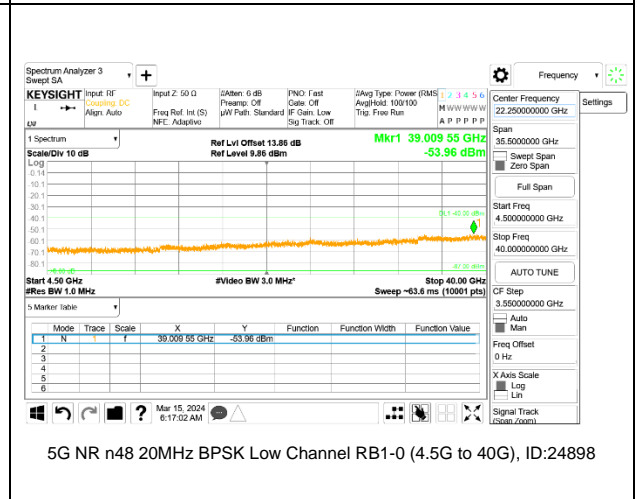 Spectrum Analyzer 3
Swept SA
Frequency
KEYSIGHT
Input: RF
Coupling: DC
Align: Auto
Input Z: 50 Ω
Freq Ref: Int (S)
NFE: Adaptive
#Atten: 6 dB
Preamp: Off
µW Path: Standard
PNO: Fast
Gate: Off
IF Gain: Low
Sig Track: Off
#Avg Type: Power (RMS
Avg|Hold: 100/100
Trig: Free Run
1 2 3 4 5 6
M W W W W W
A P P P P P
Center Frequency
22.250000000 GHz
Settings
Span
35.5000000 GHz
Swept Span
Zero Span
Full Span
Start Freq
4.500000000 GHz
Stop Freq
40.000000000 GHz
AUTO TUNE
CF Step
3.550000000 GHz
Auto
Man
Freq Offset
0 Hz
X Axis Scale
Log
Lin
Signal Track
(Span Zoom)
1 Spectrum
Scale/Div 10 dB
Ref Lvl Offset 13.86 dB
Ref Level 9.86 dBm
Mkr1 39.009 55 GHz
-53.96 dBm
Log
-0.14
-10.1
-20.1
-30.1
-40.1
-50.1
-60.1
-70.1
-80.1
DL1 -40.00 dBm
1
Start 4.50 GHz
#Res BW 1.0 MHz
#Video BW 3.0 MHz*
Stop 40.00 GHz
Sweep ~63.6 ms (10001 pts)
5 Marker Table
Mode Trace Scale X Y Function Function Width Function Value
1 N 1 f 39.009 55 GHz -53.96 dBm
2
3
4
5
6
?
Mar 15, 2024
6:17:02 AM
5G NR n48 20MHz BPSK Low Channel RB1-0 (4.5G to 40G), ID:24898